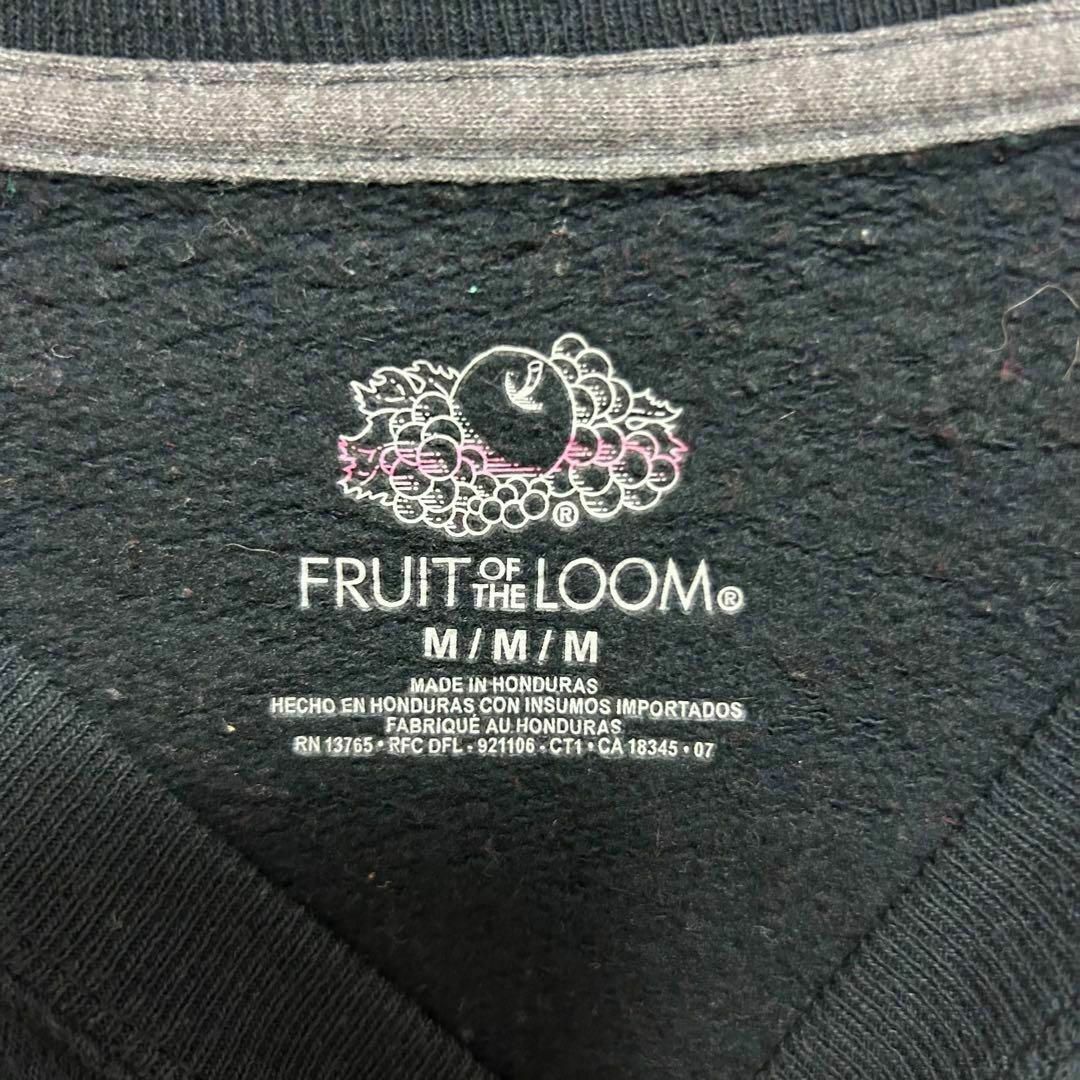 ®
FRUIT OF THE LOOM®
M / M / M
MADE IN HONDURAS
HECHO EN HONDURAS CON INSUMOS IMPORTADOS
FABRIQUÉ AU HONDURAS
RN 13765 • RFC DFL - 921106 - CT1 • CA 18345 • 07